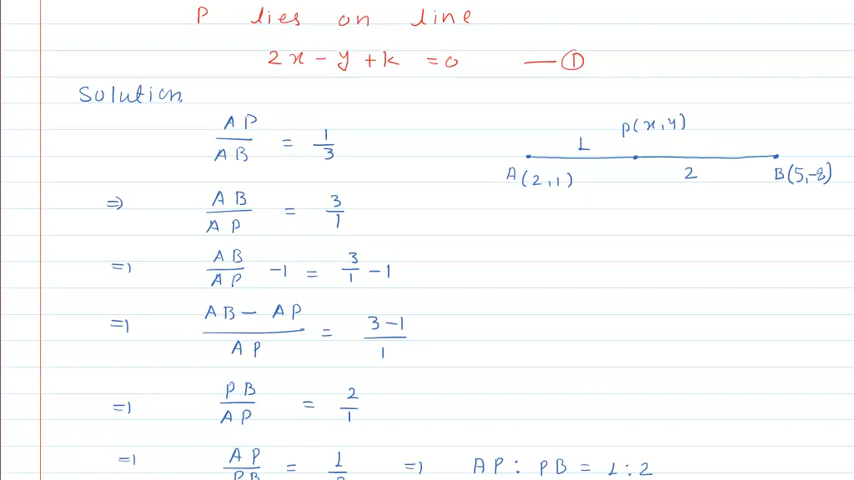 P lies on line
2x - y + k = 0 — ①
Solution
AP/AB = 1/3
P(x,y)
1
A(2,1) 2 B(5,-8)
⇒ AB/AP = 3/1
⇒ AB/AP - 1 = 3/1 - 1
⇒ AB - AP/AP = 3-1/1
⇒ PB/AP = 2/1
⇒ AP/PB = 1/2 ⇒ AP : PB = 1:2